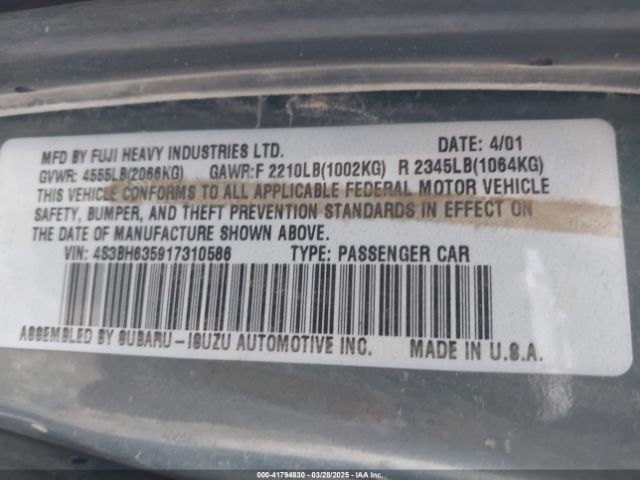 MFD BY FUJI HEAVY INDUSTRIES LTD. DATE: 4/01
GVWR: 4555LB(2066KG) GAWR:F 2210LB(1002KG) R 2345LB(1064KG)
THIS VEHICLE CONFORMS TO ALL APPLICABLE FEDERAL MOTOR VEHICLE
SAFETY, BUMPER, AND THEFT PREVENTION STANDARDS IN EFFECT ON
THE DATE OF MANUFACTURE SHOWN ABOVE.
VIN: 4S3BH635917310586 TYPE: PASSENGER CAR
ASSEMBLED BY SUBARU-ISUZU AUTOMOTIVE INC. MADE IN U.S.A.
000-41794830 - 03/28/2025 - IAAI.COM